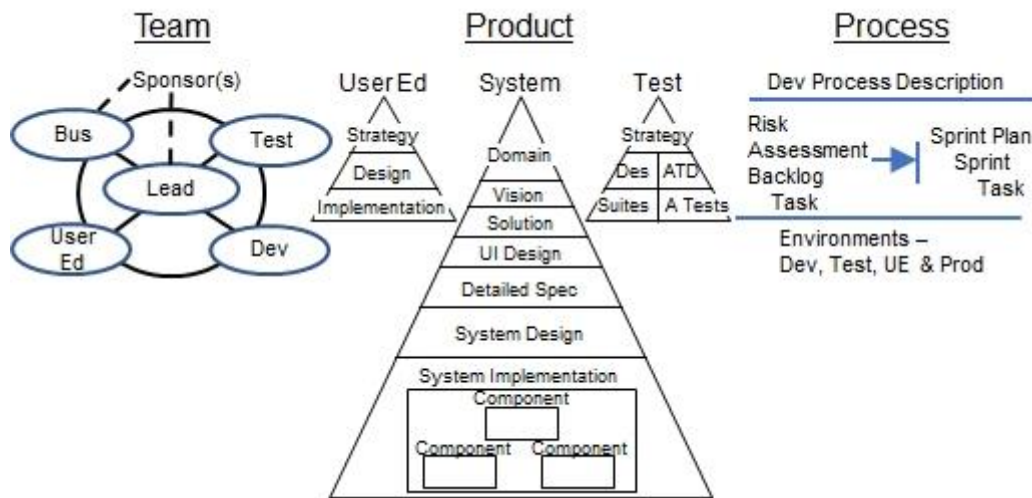 Team
Product
Process
Sponsor(s)
Bus
Test
Lead
User
Ed
Dev
User Ed
Strategy
Design
Implementation
System
Domain
Vision
Solution
UI Design
Detailed Spec
System Design
System Implementation
Component
Component
Component
Test
Strategy
Des
ATD
Suites
A Tests
Dev Process Description
Risk
Assessment
Backlog
Task
Sprint Plan
Sprint
Task
Environments –
Dev, Test, UE & Prod